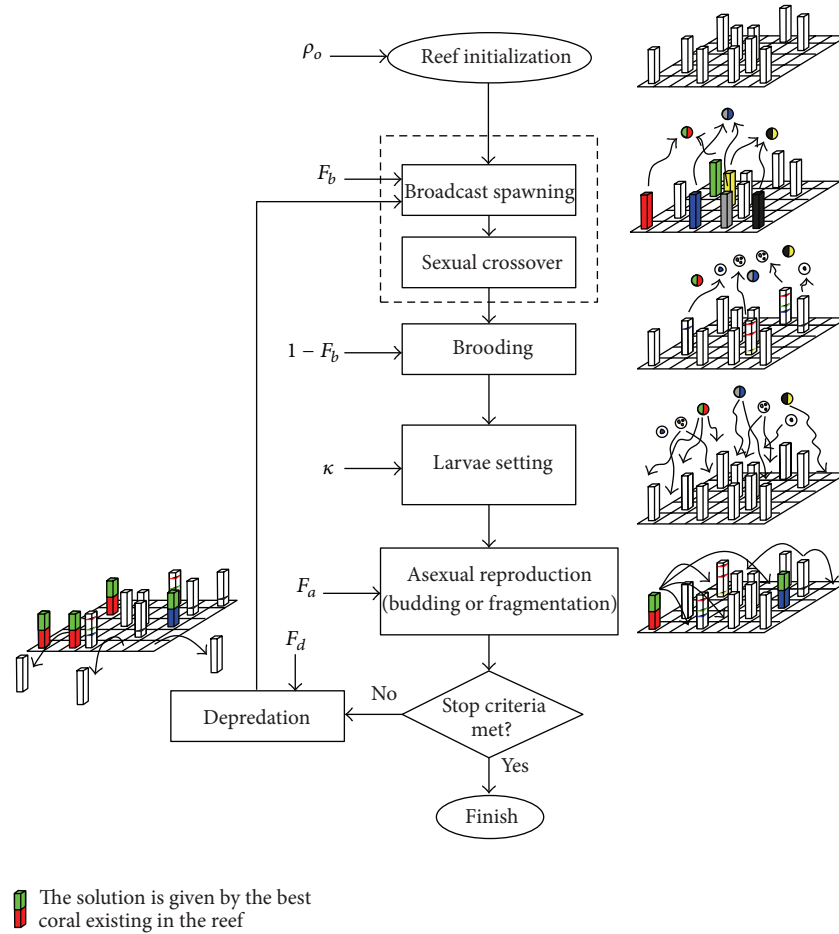 ρo
Reef initialization
Fb
Broadcast spawning
Sexual crossover
1 − Fb
Brooding
κ
Larvae setting
Fa
Asexual reproduction
(budding or fragmentation)
Fd
No
Depredation
Stop criteria
met?
Yes
Finish
The solution is given by the best
coral existing in the reef